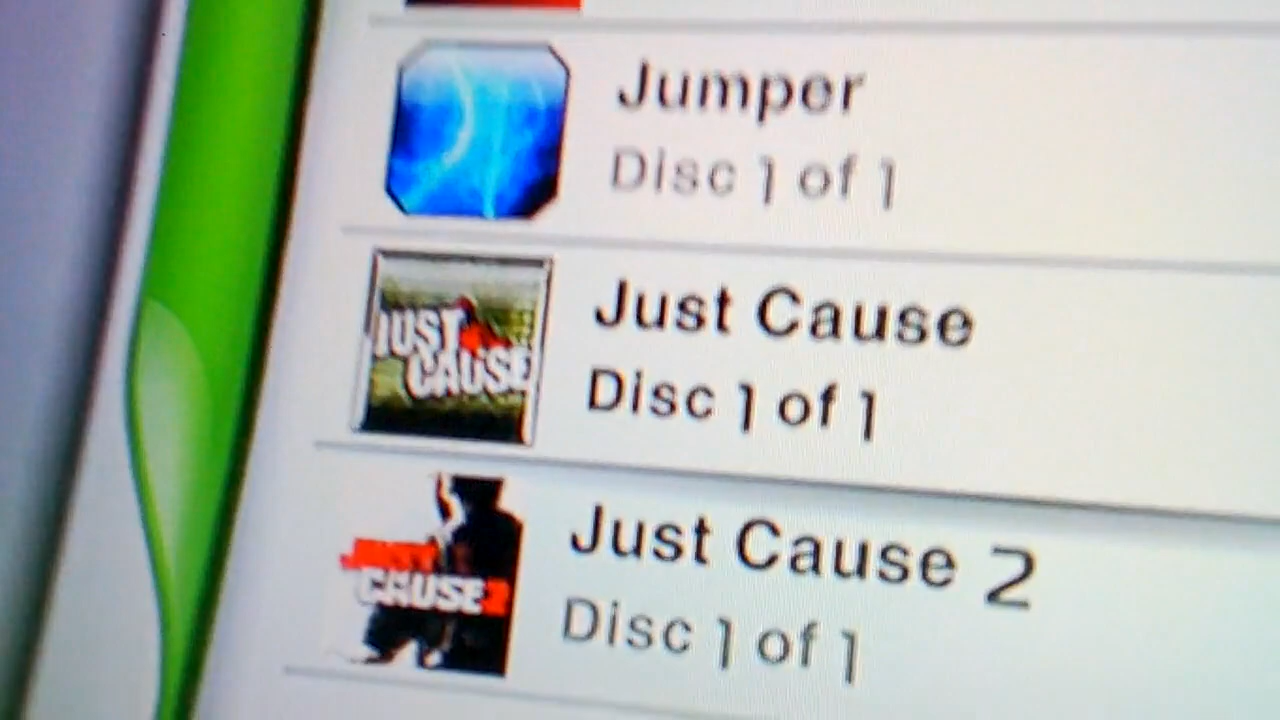 Jumper
Disc 1 of 1
JUST
CAUSE
Just Cause
Disc 1 of 1
JUST
CAUSE 2
Just Cause 2
Disc 1 of 1